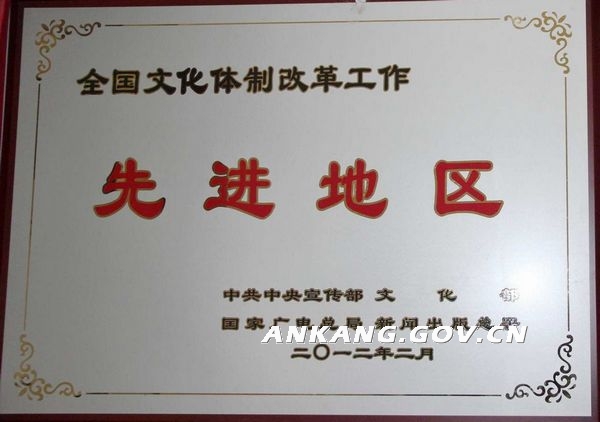 全国文化体制改革工作
先进地区
中共中央宣传部 文化部
国家广电总局 新闻出版总署
ANKANG.GOV.CN
二〇一二年二月